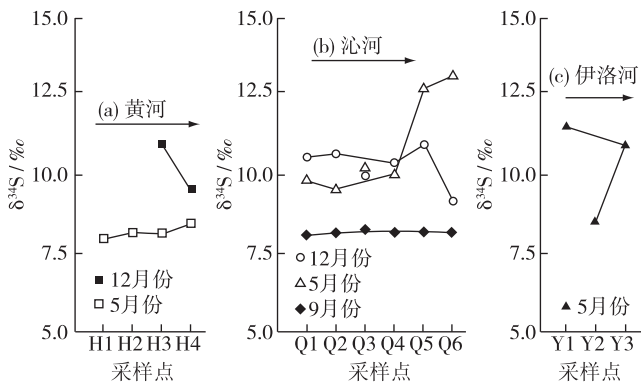 δ³⁴S / ‰
15.0
12.5
10.0
7.5
5.0
(a) 黄河
■ 12月份
□ 5月份
H1 H2 H3 H4
采样点
δ³⁴S / ‰
15.0
12.5
10.0
7.5
5.0
(b) 沁河
○ 12月份
△ 5月份
◆ 9月份
Q1 Q2 Q3 Q4 Q5 Q6
采样点
δ³⁴S / ‰
15.0
12.5
10.0
7.5
5.0
(c) 伊洛河
▲ 5月份
Y1 Y2 Y3
采样点